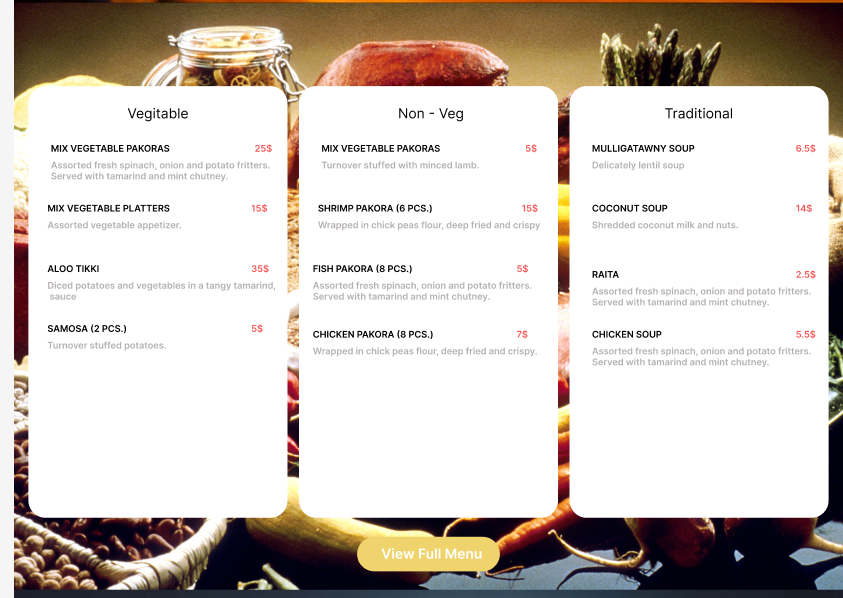 Vegitable
MIX VEGETABLE PAKORAS 25$
Assorted fresh spinach, onion and potato fritters.
Served with tamarind and mint chutney.
MIX VEGETABLE PLATTERS 15$
Assorted vegetable appetizer.
ALOO TIKKI 35$
Diced potatoes and vegetables in a tangy tamarind,
sauce
SAMOSA (2 PCS.) 5$
Turnover stuffed potatoes.
Non - Veg
MIX VEGETABLE PAKORAS 5$
Turnover stuffed with minced lamb.
SHRIMP PAKORA (6 PCS.) 15$
Wrapped in chick peas flour, deep fried and crispy
FISH PAKORA (8 PCS.) 5$
Assorted fresh spinach, onion and potato fritters.
Served with tamarind and mint chutney.
CHICKEN PAKORA (8 PCS.) 7$
Wrapped in chick peas flour, deep fried and crispy.
Traditional
MULLIGATAWNY SOUP 6.5$
Delicately lentil soup
COCONUT SOUP 14$
Shredded coconut milk and nuts.
RAITA 2.5$
Assorted fresh spinach, onion and potato fritters.
Served with tamarind and mint chutney.
CHICKEN SOUP 5.5$
Assorted fresh spinach, onion and potato fritters.
Served with tamarind and mint chutney.
View Full Menu